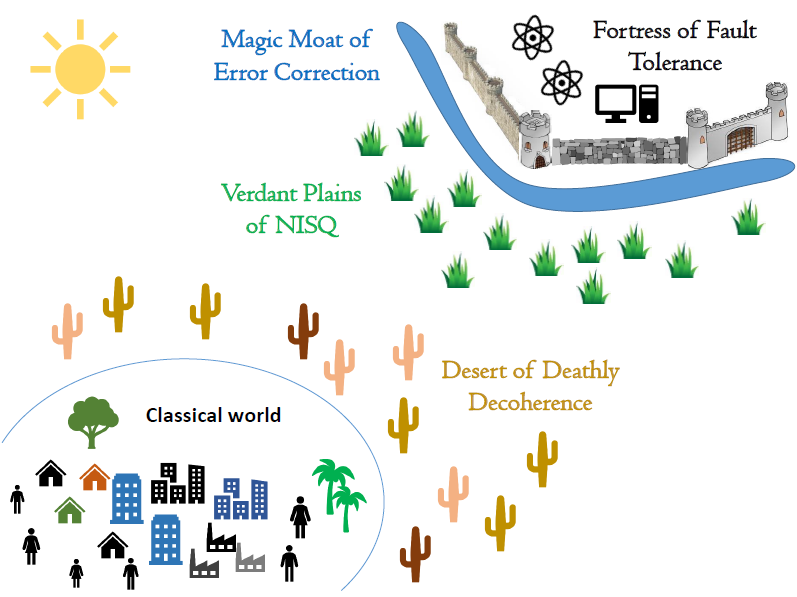 Magic Moat of
Error Correction
Fortress of Fault
Tolerance
Verdant Plains
of NISQ
Desert of Deathly
Decoherence
Classical world